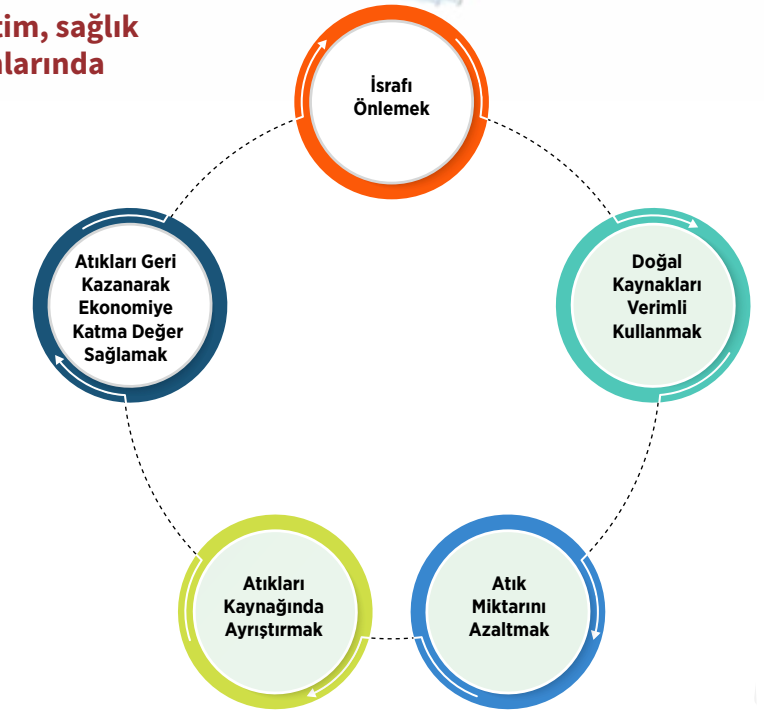 tim, sağlık
larında
İsrafı
Önlemek
Doğal
Kaynakları
Verimli
Kullanmak
Atık
Miktarını
Azaltmak
Atıkları
Kaynağında
Ayrıştırmak
Atıkları Geri
Kazanarak
Ekonomiye
Katma Değer
Sağlamak